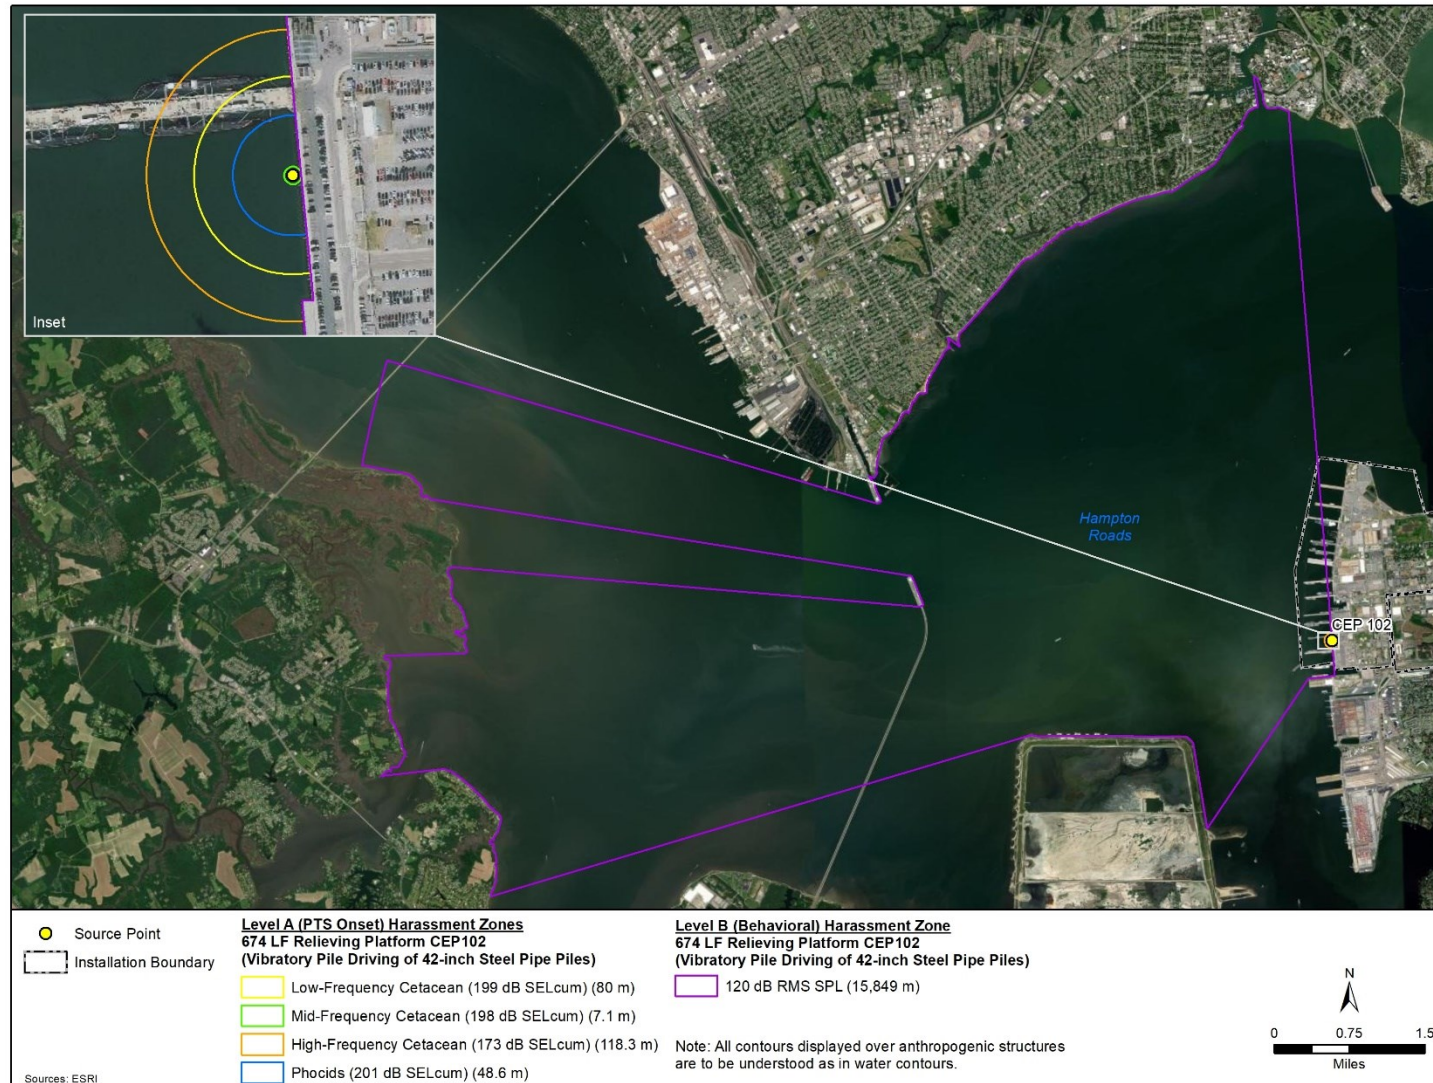 Inset
Hampton
Roads
CEP 102
Source Point
Installation Boundary
Sources: ESRI
Level A (PTS Onset) Harassment Zones
674 LF Relieving Platform CEP102
(Vibratory Pile Driving of 42-inch Steel Pipe Piles)
Low-Frequency Cetacean (199 dB SELcum) (80 m)
Mid-Frequency Cetacean (198 dB SELcum) (7.1 m)
High-Frequency Cetacean (173 dB SELcum) (118.3 m)
Phocids (201 dB SELcum) (48.6 m)
Level B (Behavioral) Harassment Zone
674 LF Relieving Platform CEP102
(Vibratory Pile Driving of 42-inch Steel Pipe Piles)
120 dB RMS SPL (15,849 m)
Note: All contours displayed over anthropogenic structures
are to be understood as in water contours.
N
0 0.75 1.5
Miles